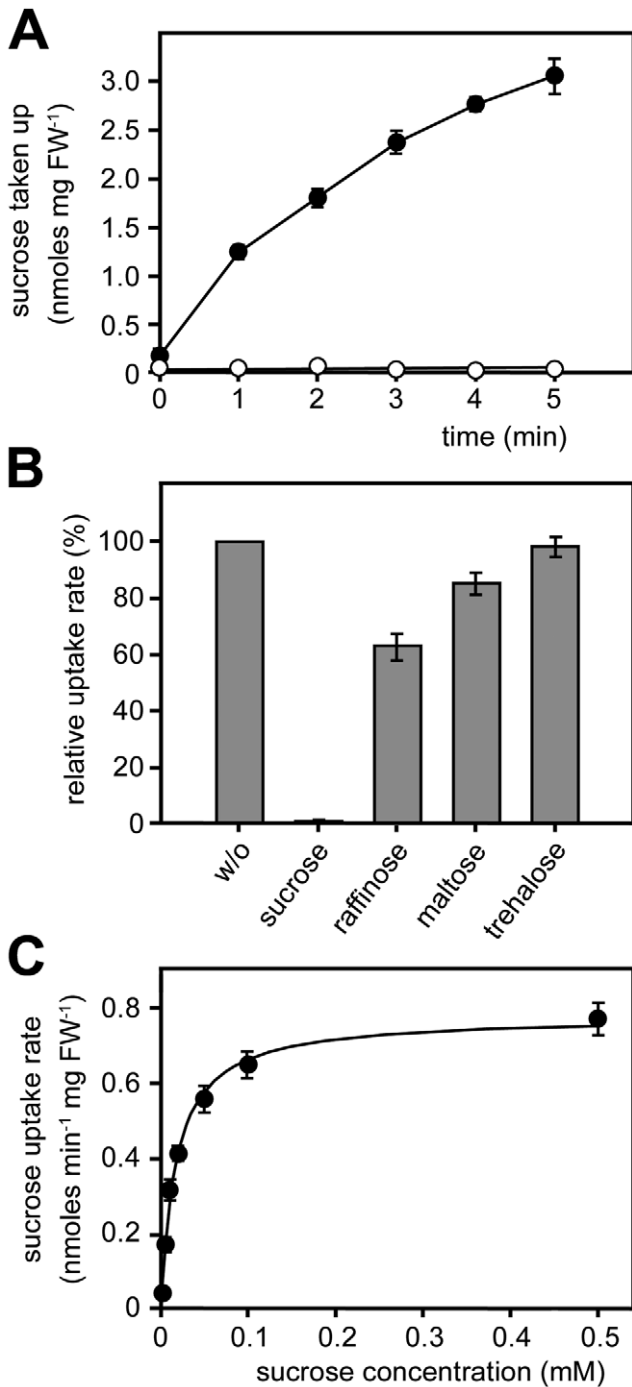 A
sucrose taken up
(nmoles mg FW⁻¹)
3.0
2.5
2.0
1.5
1.0
0.5
0
0 1 2 3 4 5
time (min)
B
relative uptake rate (%)
100
80
60
40
20
0
w/o
sucrose
raffinose
maltose
trehalose
C
sucrose uptake rate
(nmoles min⁻¹ mg FW⁻¹)
0.8
0.6
0.4
0.2
0
0 0.1 0.2 0.3 0.4 0.5
sucrose concentration (mM)